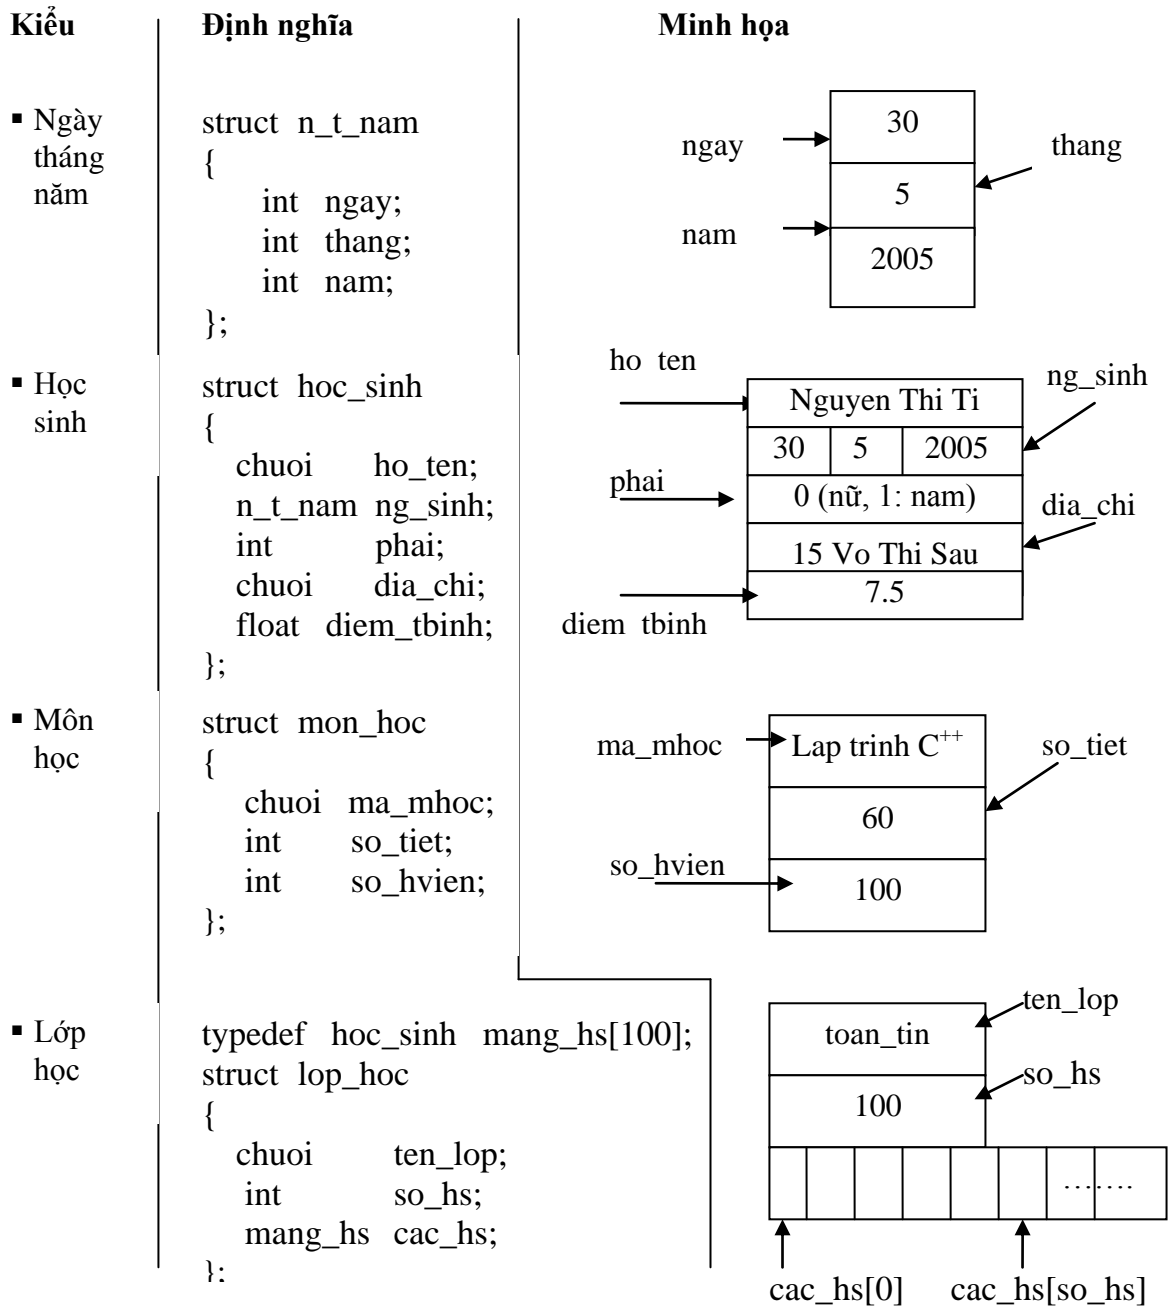 Kiểu Định nghĩa Minh họa
▪ Ngày tháng năm
struct n_t_nam
{
int ngay;
int thang;
int nam;
};
ngay
thang
nam
30
5
2005
▪ Học sinh
struct hoc_sinh
{
chuoi ho_ten;
n_t_nam ng_sinh;
int phai;
chuoi dia_chi;
float diem_tbinh;
};
ho ten
ng_sinh
phai
dia_chi
diem tbinh
Nguyen Thi Ti
30 5 2005
0 (nữ, 1: nam)
15 Vo Thi Sau
7.5
▪ Môn học
struct mon_hoc
{
chuoi ma_mhoc;
int so_tiet;
int so_hvien;
};
ma_mhoc
so_tiet
so_hvien
Lap trinh C++
60
100
▪ Lớp học
typedef hoc_sinh mang_hs[100];
struct lop_hoc
{
chuoi ten_lop;
int so_hs;
mang_hs cac_hs;
};
ten_lop
toan_tin
so_hs
100
…….
cac_hs[0] cac_hs[so_hs]